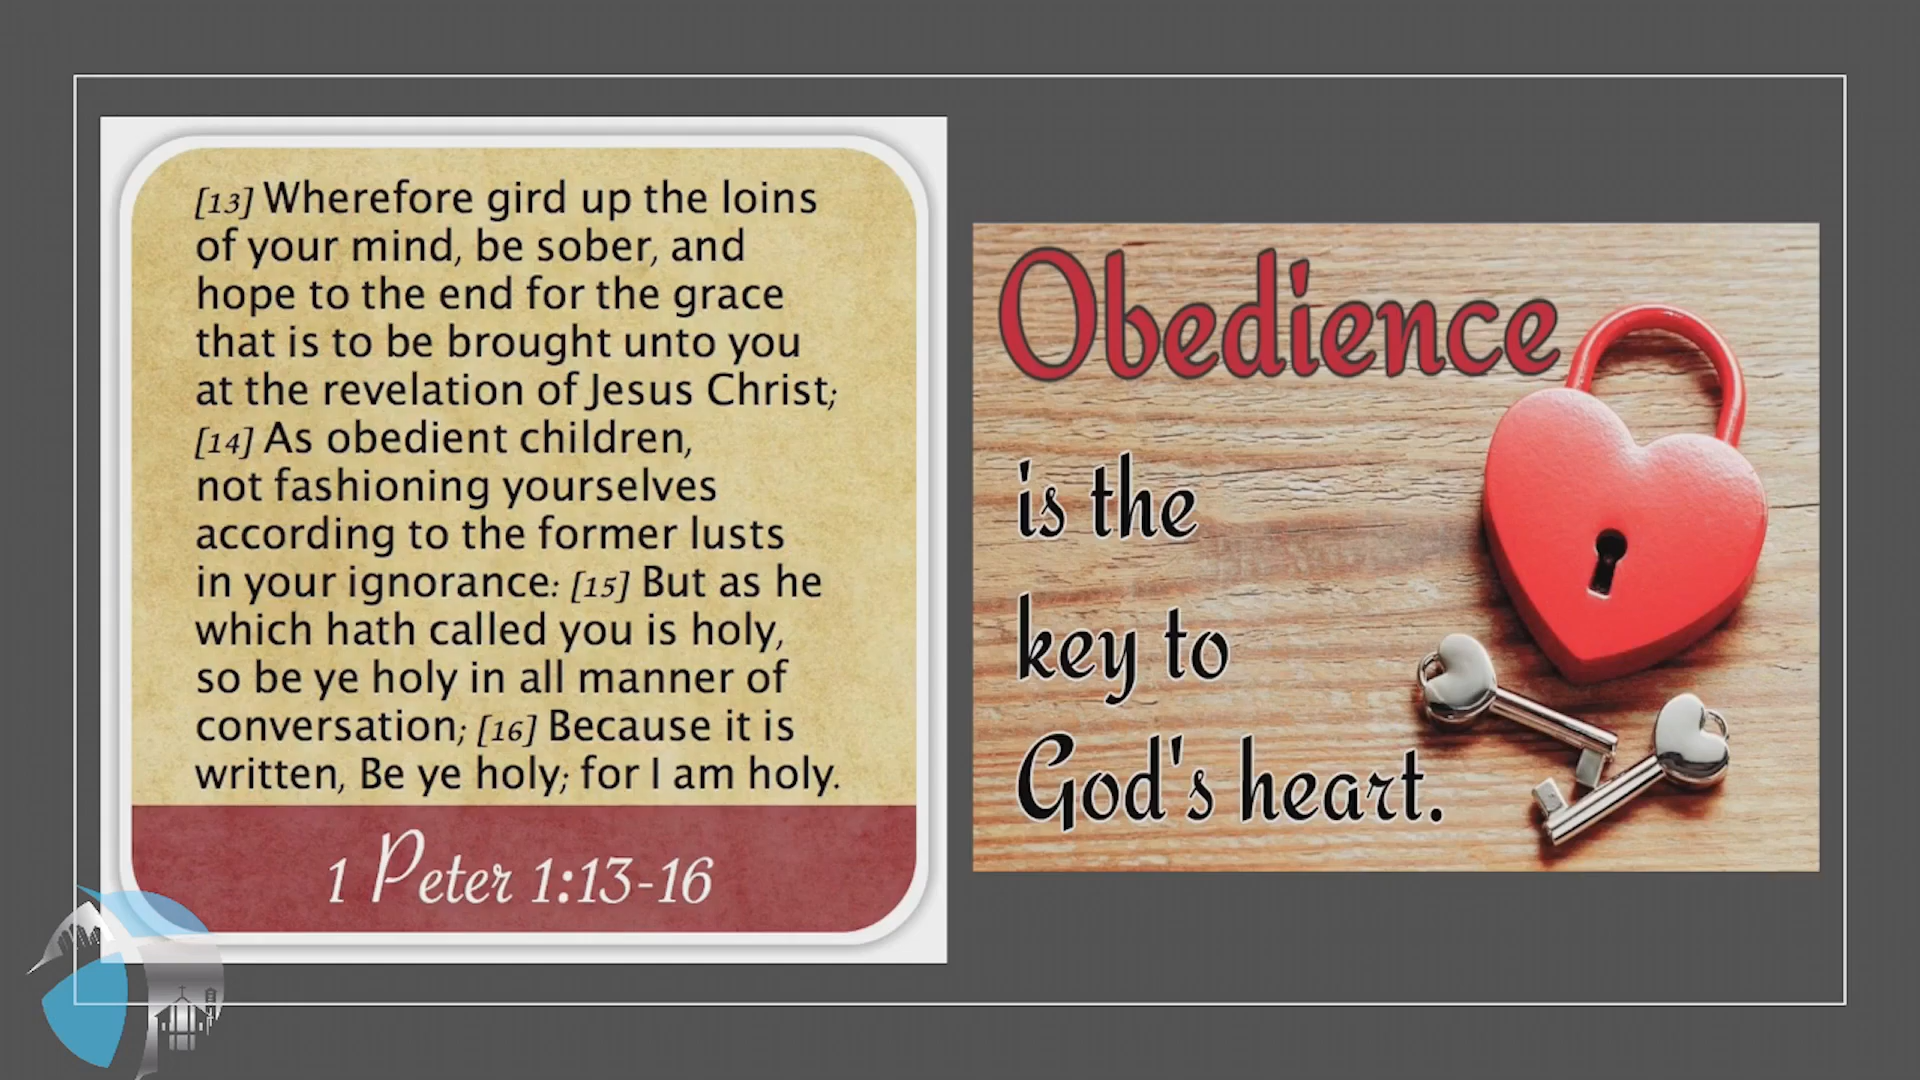 [13] Wherefore gird up the loins
of your mind, be sober, and
hope to the end for the grace
that is to be brought unto you
at the revelation of Jesus Christ;
[14] As obedient children,
not fashioning yourselves
according to the former lusts
in your ignorance: [15] But as he
which hath called you is holy,
so be ye holy in all manner of
conversation; [16] Because it is
written, Be ye holy; for I am holy.
1 Peter 1:13-16
Obedience
is the
key to
God's heart.